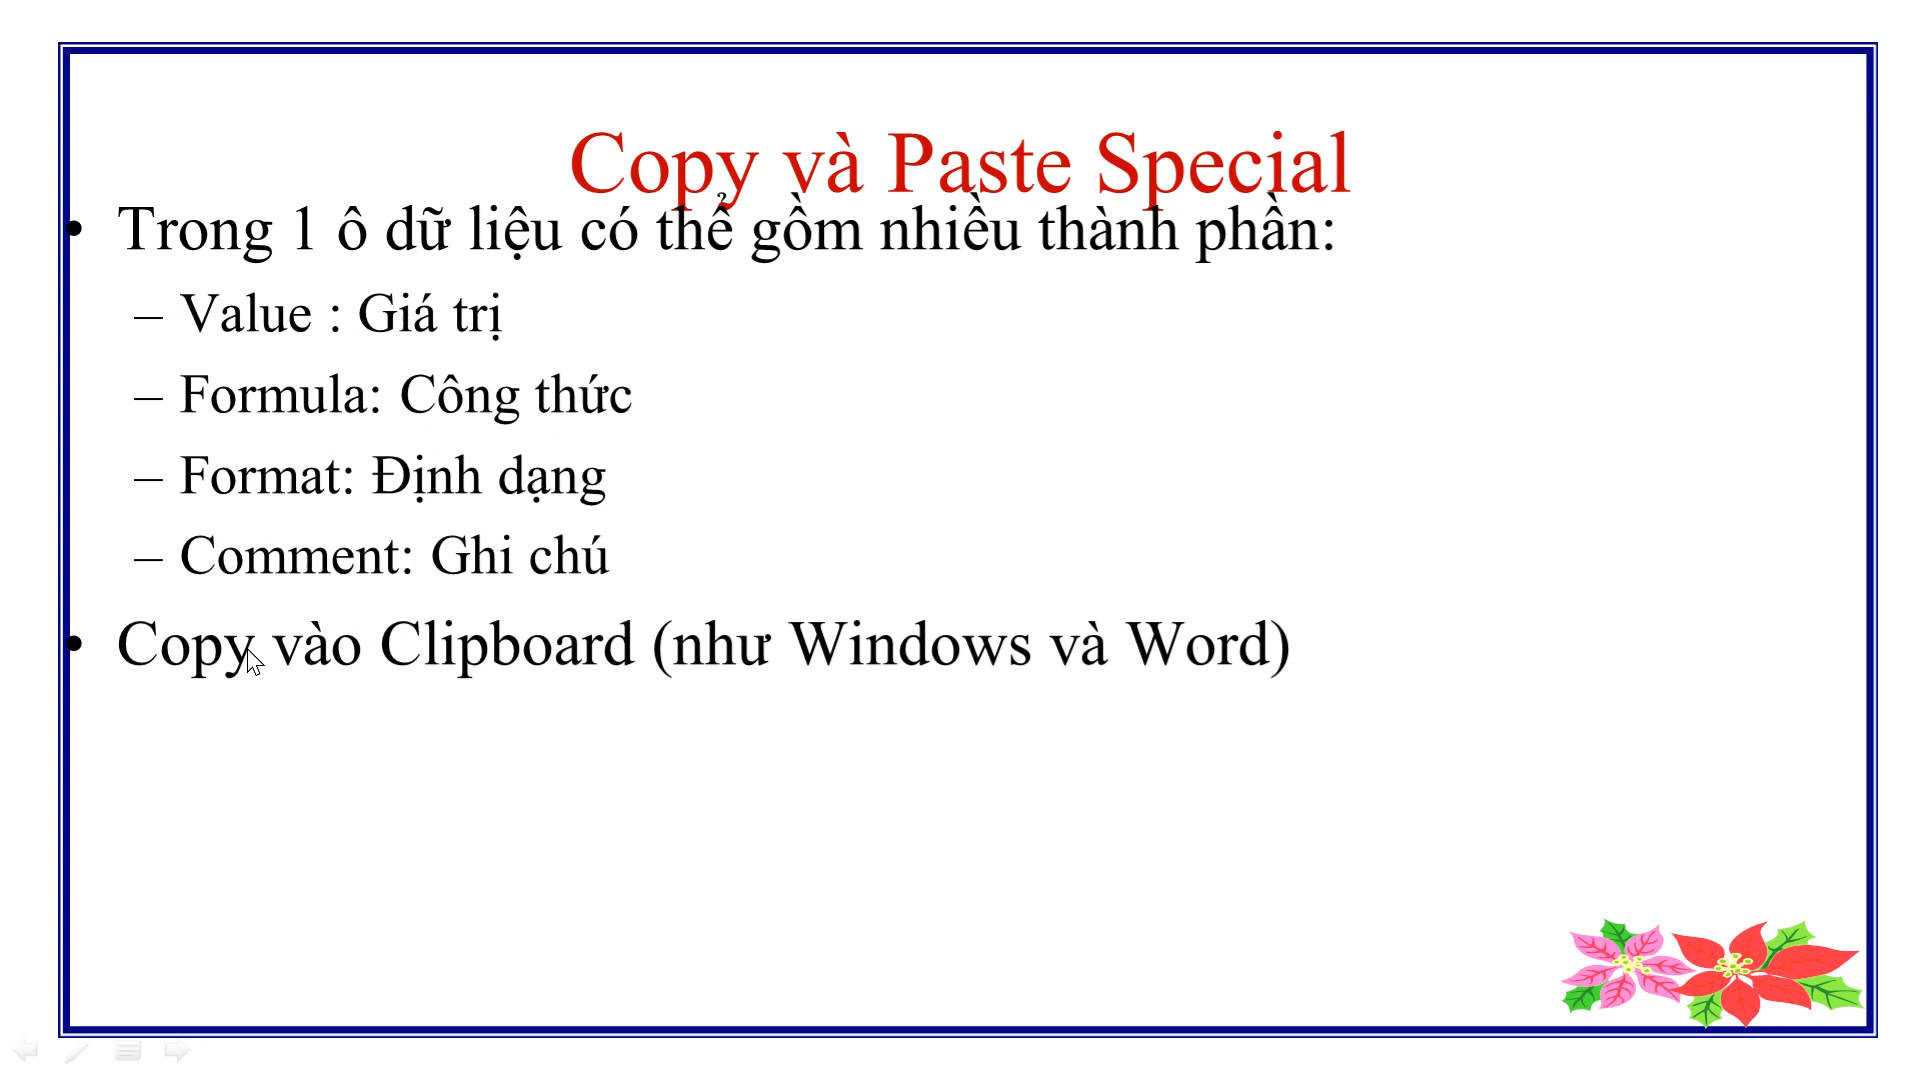 Copy và Paste Special
• Trong 1 ô dữ liệu có thể gồm nhiều thành phần:
– Value : Giá trị
– Formula: Công thức
– Format: Định dạng
– Comment: Ghi chú
• Copy vào Clipboard (như Windows và Word)